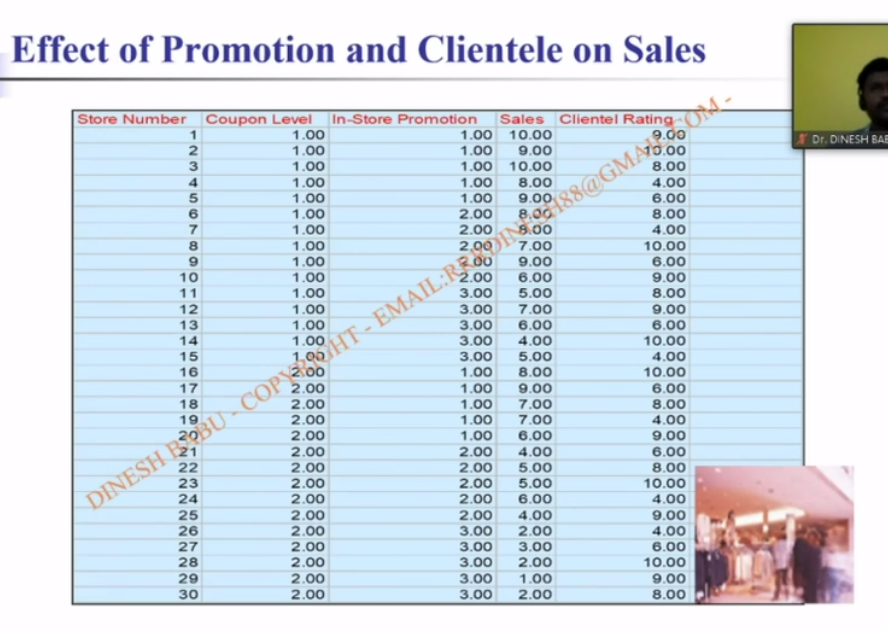 Effect of Promotion and Clientele on Sales
Dr. DINESH BAB
Store Number Coupon Level In-Store Promotion Sales Clientel Rating
1 1.00 1.00 10.00 9.00
2 1.00 1.00 9.00 10.00
3 1.00 1.00 10.00 8.00
4 1.00 1.00 8.00 4.00
5 1.00 1.00 9.00 6.00
6 1.00 2.00 8.00 8.00
7 1.00 2.00 8.00 4.00
8 1.00 2.00 7.00 10.00
9 1.00 2.00 9.00 6.00
10 1.00 2.00 6.00 9.00
11 1.00 3.00 5.00 8.00
12 1.00 3.00 7.00 9.00
13 1.00 3.00 6.00 6.00
14 1.00 3.00 4.00 10.00
15 1.00 3.00 5.00 4.00
16 2.00 1.00 8.00 10.00
17 2.00 1.00 9.00 6.00
18 2.00 1.00 7.00 8.00
19 2.00 1.00 7.00 4.00
20 2.00 1.00 6.00 9.00
21 2.00 2.00 4.00 6.00
22 2.00 2.00 5.00 8.00
23 2.00 2.00 5.00 10.00
24 2.00 2.00 6.00 4.00
25 2.00 2.00 4.00 9.00
26 2.00 3.00 2.00 4.00
27 2.00 3.00 3.00 6.00
28 2.00 3.00 2.00 10.00
29 2.00 3.00 1.00 9.00
30 2.00 3.00 2.00 8.00
DINESH BABU - COPYRIGHT - EMAIL: